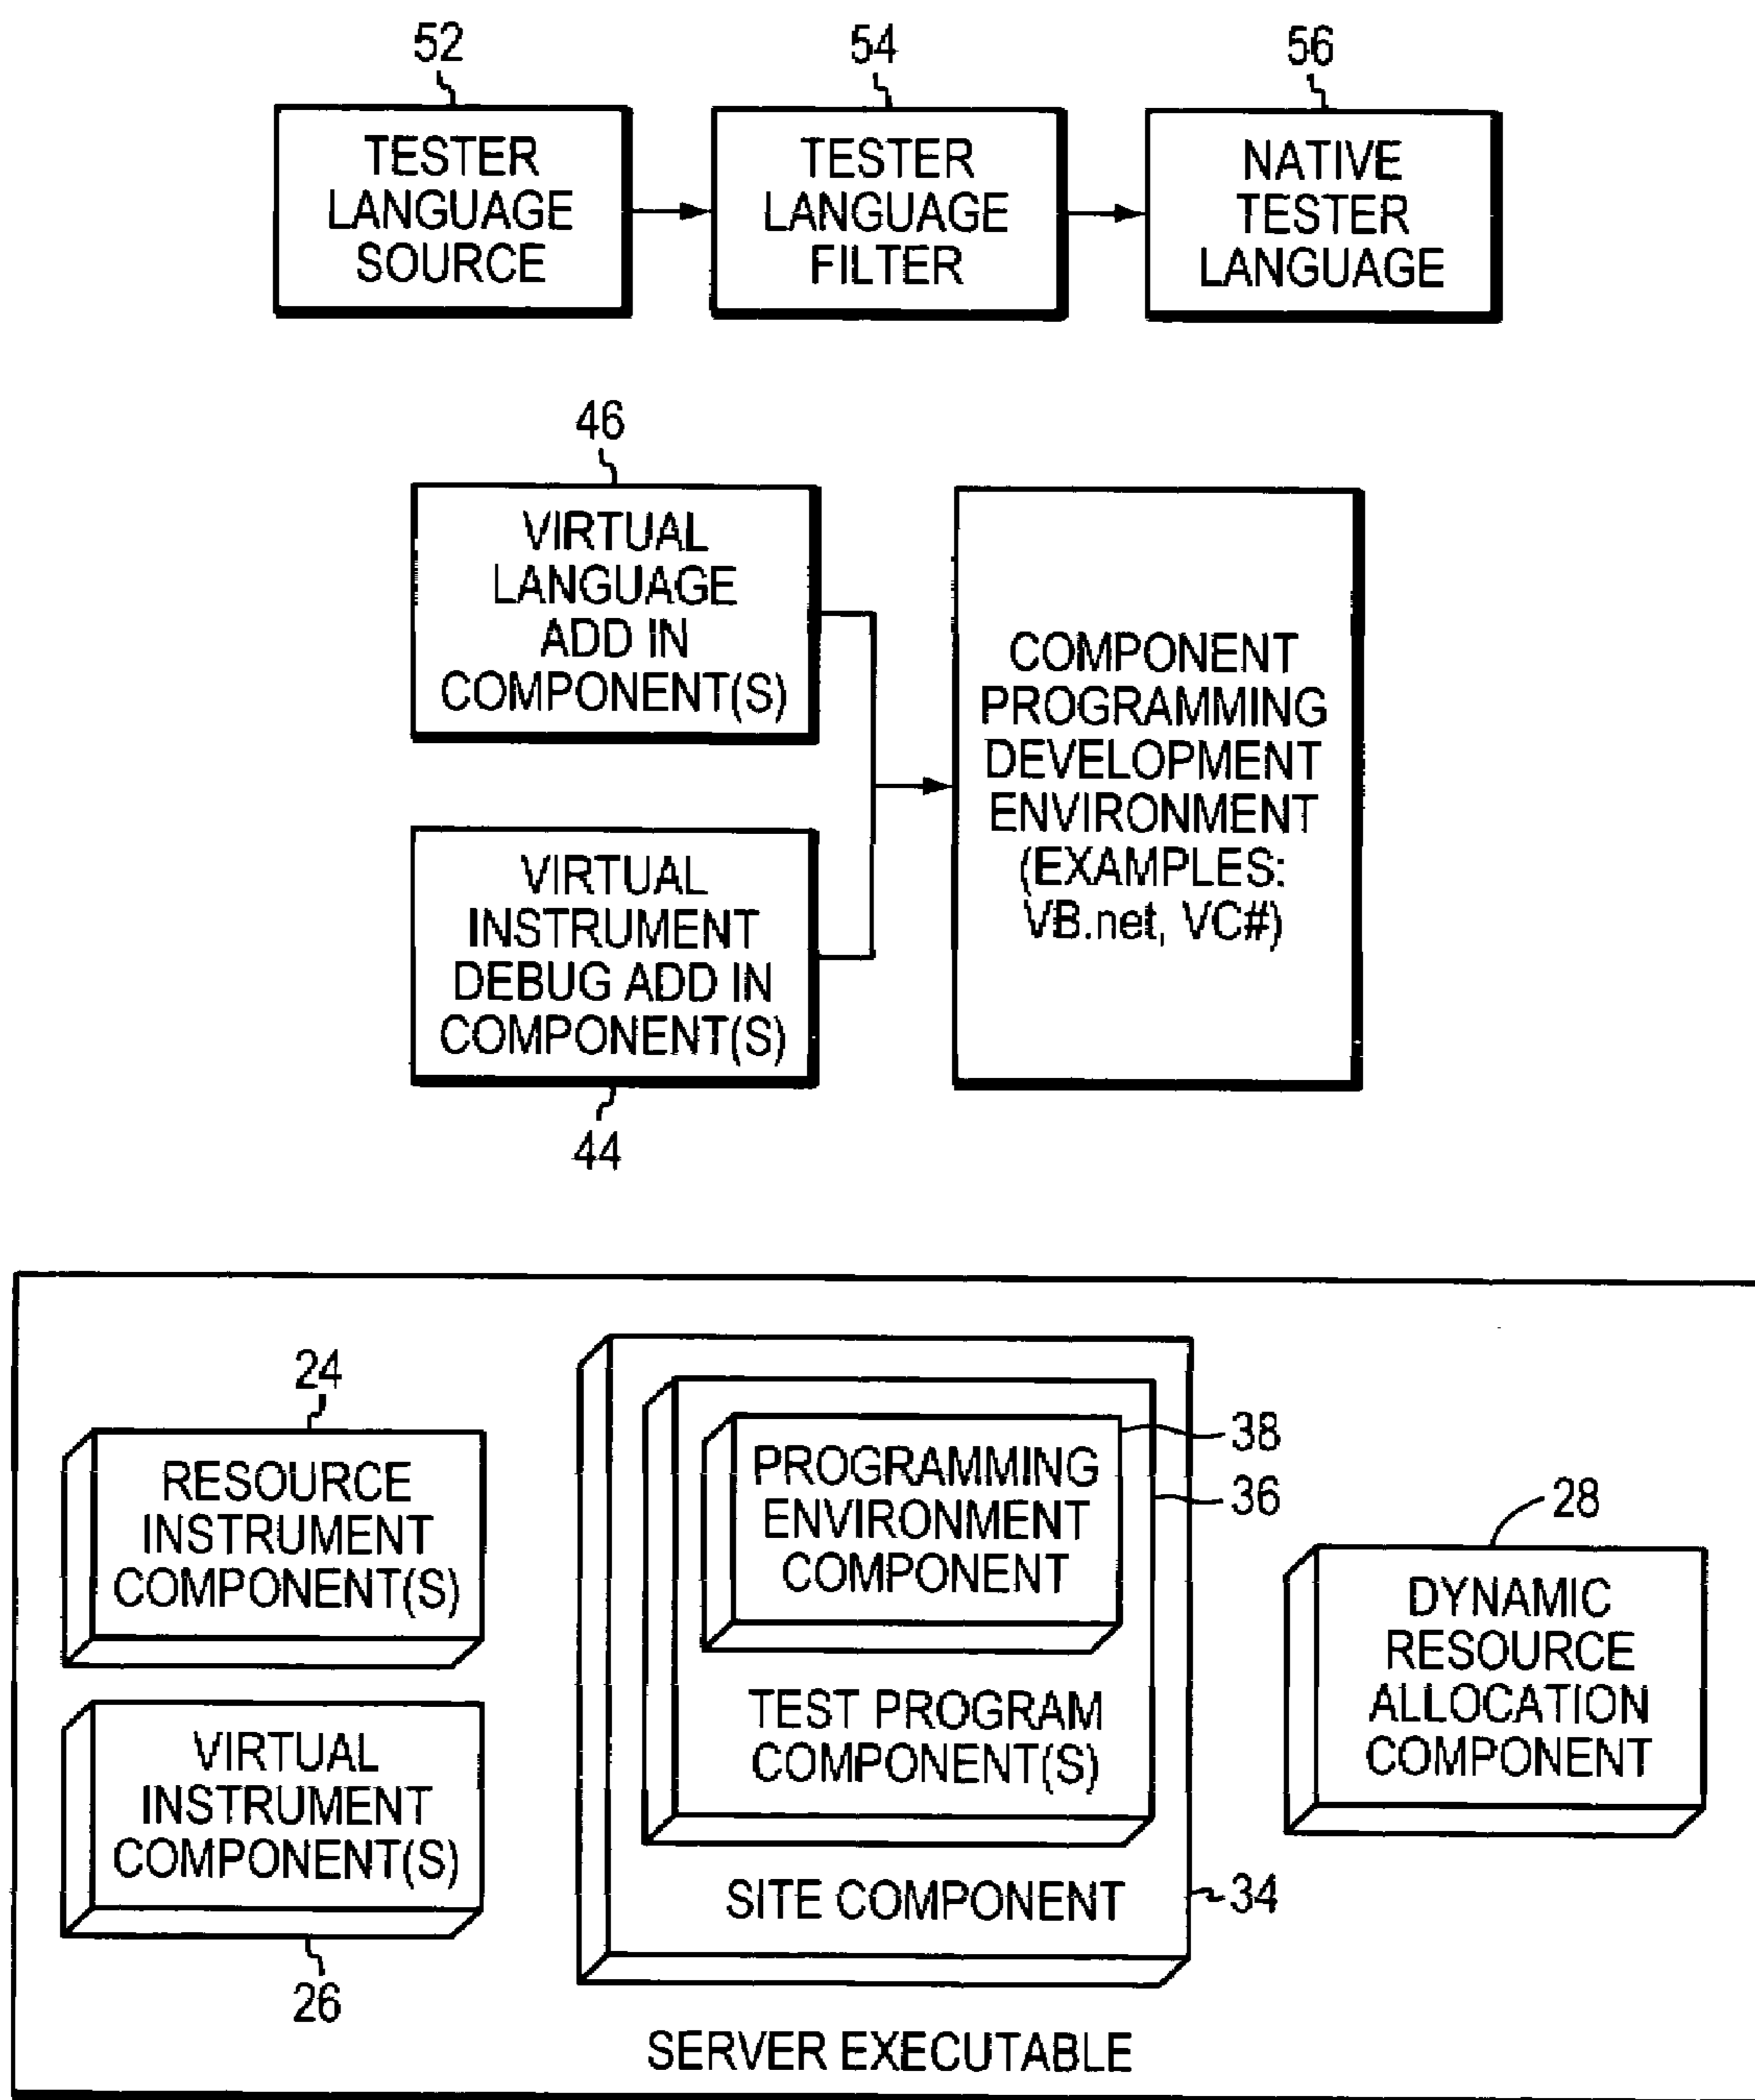 52
54
56
TESTER
LANGUAGE
SOURCE
TESTER
LANGUAGE
FILTER
NATIVE
TESTER
LANGUAGE
46
VIRTUAL
LANGUAGE
ADD IN
COMPONENT(S)
VIRTUAL
INSTRUMENT
DEBUG ADD IN
COMPONENT(S)
44
COMPONENT
PROGRAMMING
DEVELOPMENT
ENVIRONMENT
(EXAMPLES:
VB.net, VC#)
24
RESOURCE
INSTRUMENT
COMPONENT(S)
VIRTUAL
INSTRUMENT
COMPONENT(S)
26
PROGRAMMING
ENVIRONMENT
COMPONENT
38
36
TEST PROGRAM
COMPONENT(S)
SITE COMPONENT
34
28
DYNAMIC
RESOURCE
ALLOCATION
COMPONENT
SERVER EXECUTABLE